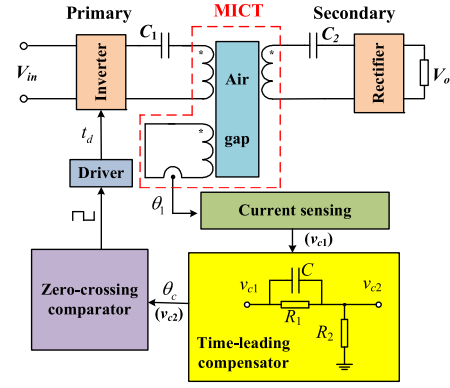 Primary MICT Secondary
C1 C2
Vin Inverter * Air gap * Rectifier Vo
*
td
Driver
θ1 Current sensing
(vc1)
Zero-crossing comparator
θc
(vc2)
vc1 C vc2
R1
R2
Time-leading
compensator